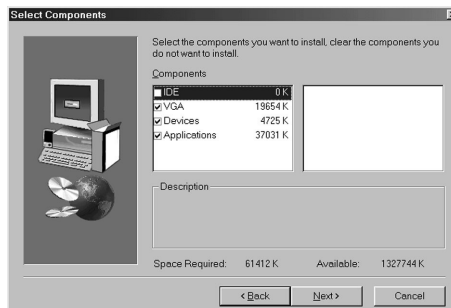 Select Components
Select the components you want to install, clear the components you
do not want to install.
Components
IDE 0 K
VGA 19654 K
Devices 4725 K
Applications 37031 K
Description
Space Required: 61412 K Available: 1327744 K
< Back Next > Cancel